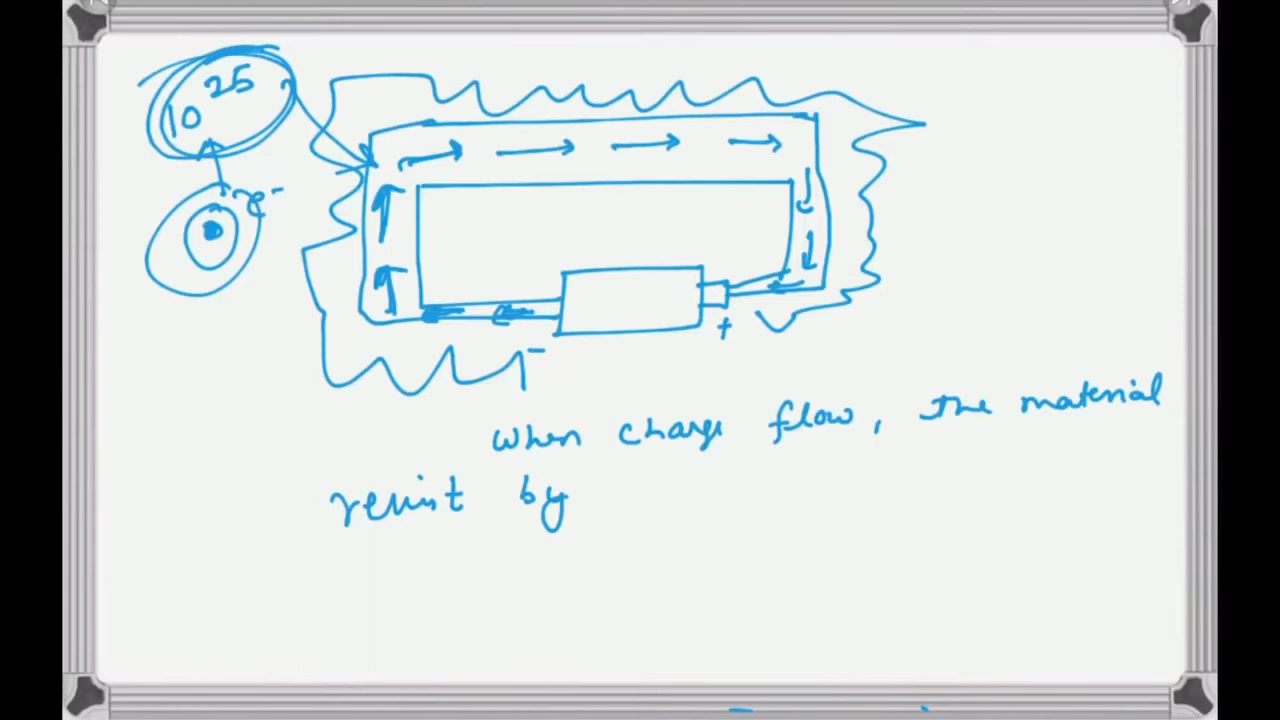 10 25
e-
+
-
when charge flow, the material
resist by